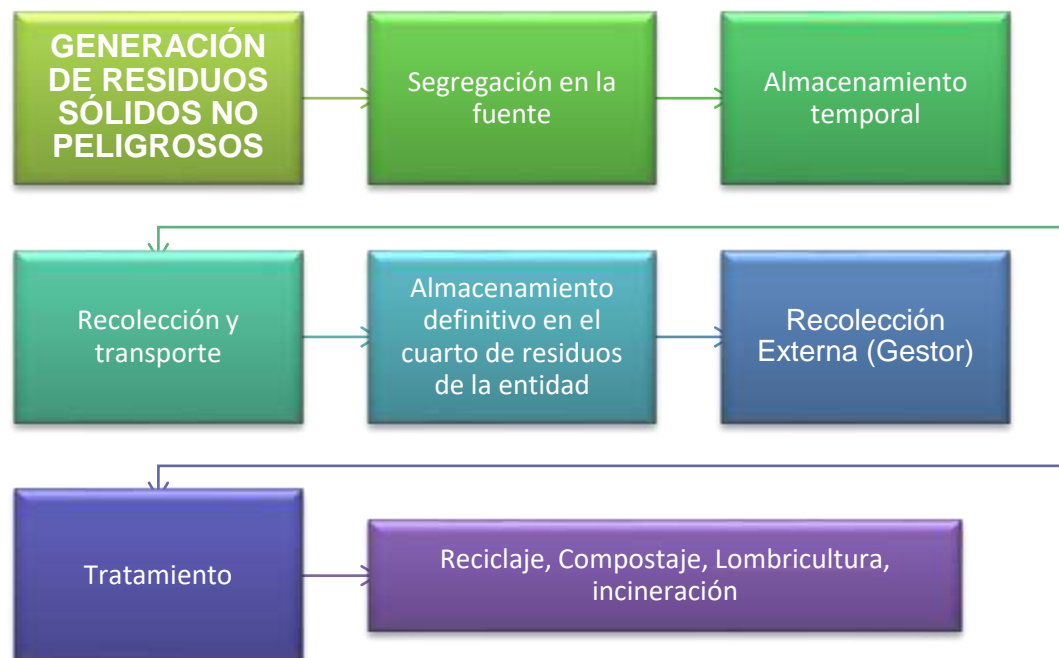 GENERACIÓN
DE RESIDUOS
SÓLIDOS NO
PELIGROSOS
Segregación en la
fuente
Almacenamiento
temporal
Recolección y
transporte
Almacenamiento
definitivo en el
cuarto de residuos
de la entidad
Recolección
Externa (Gestor)
Tratamiento
Reciclaje, Compostaje, Lombricultura,
incineración